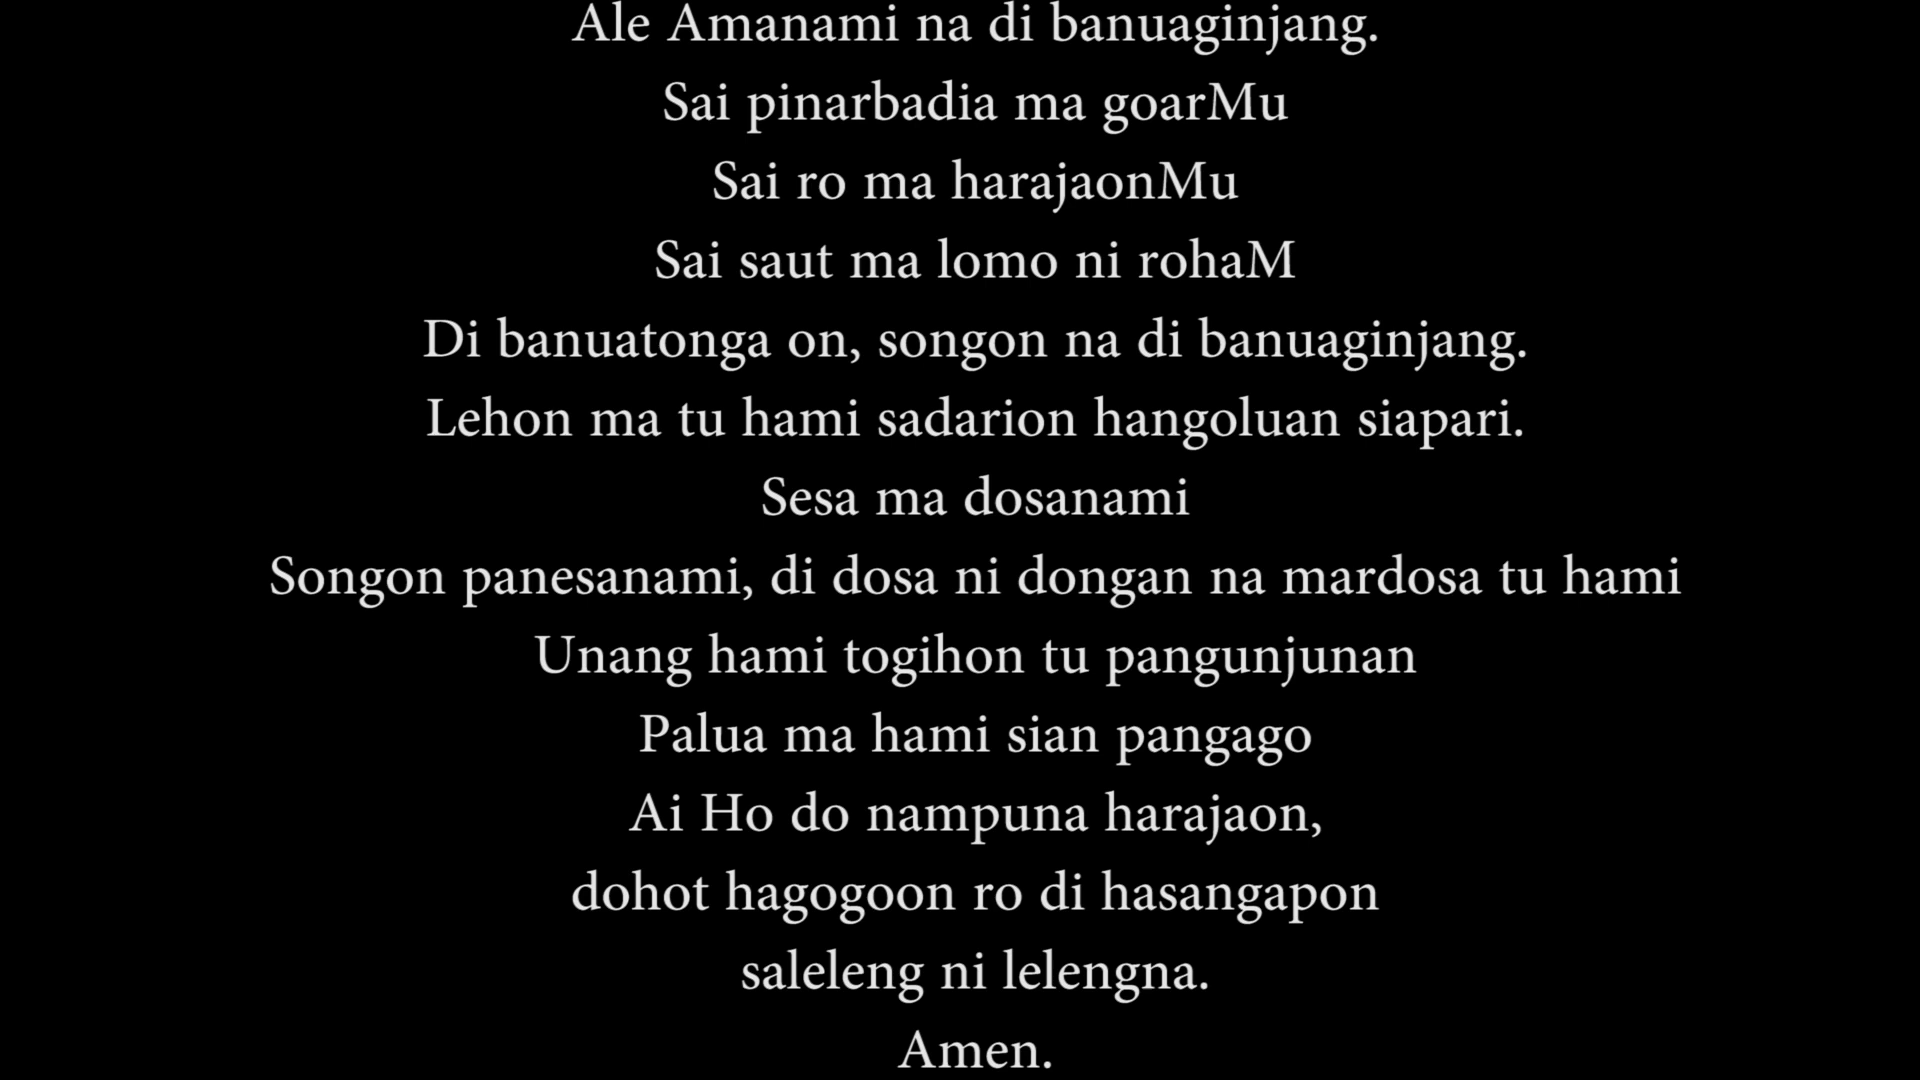 Ale Amanami na di banuaginjang.
Sai pinarbadia ma goarMu
Sai ro ma harajaonMu
Sai saut ma lomo ni rohaM
Di banuatonga on, songon na di banuaginjang.
Lehon ma tu hami sadarion hangoluan siapari.
Sesa ma dosanami
Songon panesanami, di dosa ni dongan na mardosa tu hami
Unang hami togihon tu pangunjunan
Palua ma hami sian pangago
Ai Ho do nampuna harajaon,
dohot hagogoon ro di hasangapon
saleleng ni lelengna.
Amen.